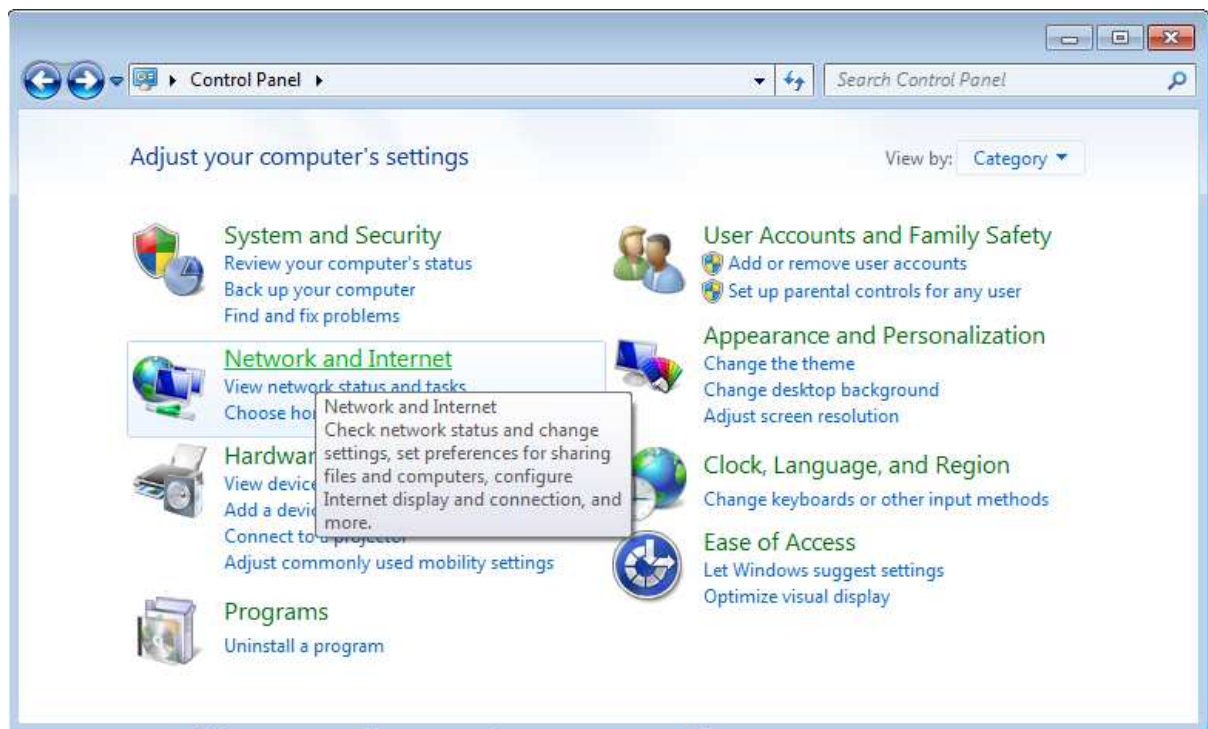 Control Panel
Search Control Panel
Adjust your computer's settings
View by: Category
System and Security
Review your computer's status
Back up your computer
Find and fix problems
Network and Internet
View network status and tasks
Choose
Network and Internet
Check network status and change
settings, set preferences for sharing
files and computers, configure
Internet display and connection, and
more.
View
Add a
Connect to a projector
Adjust commonly used mobility settings
Programs
Uninstall a program
User Accounts and Family Safety
Add or remove user accounts
Set up parental controls for any user
Appearance and Personalization
Change the theme
Change desktop background
Adjust screen resolution
Clock, Language, and Region
Change keyboards or other input methods
Ease of Access
Let Windows suggest settings
Optimize visual display